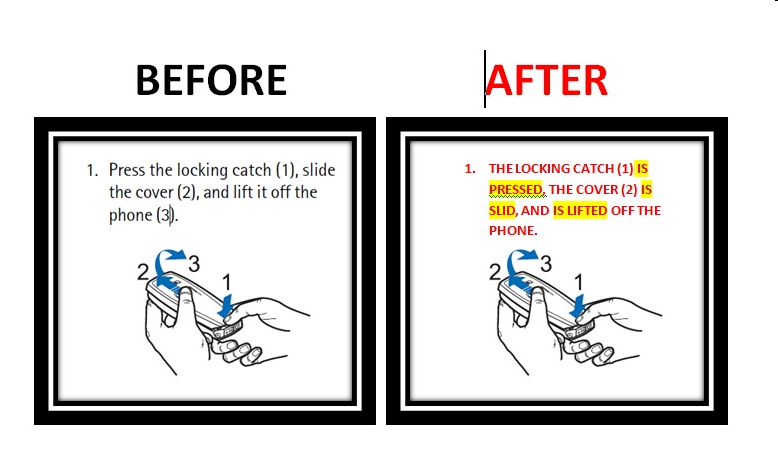 BEFORE
AFTER
1. Press the locking catch (1), slide
the cover (2), and lift it off the
phone (3).
2
3
1
1. THE LOCKING CATCH (1) IS
PRESSED, THE COVER (2) IS
SLID, AND IS LIFTED OFF THE
PHONE.
2
3
1